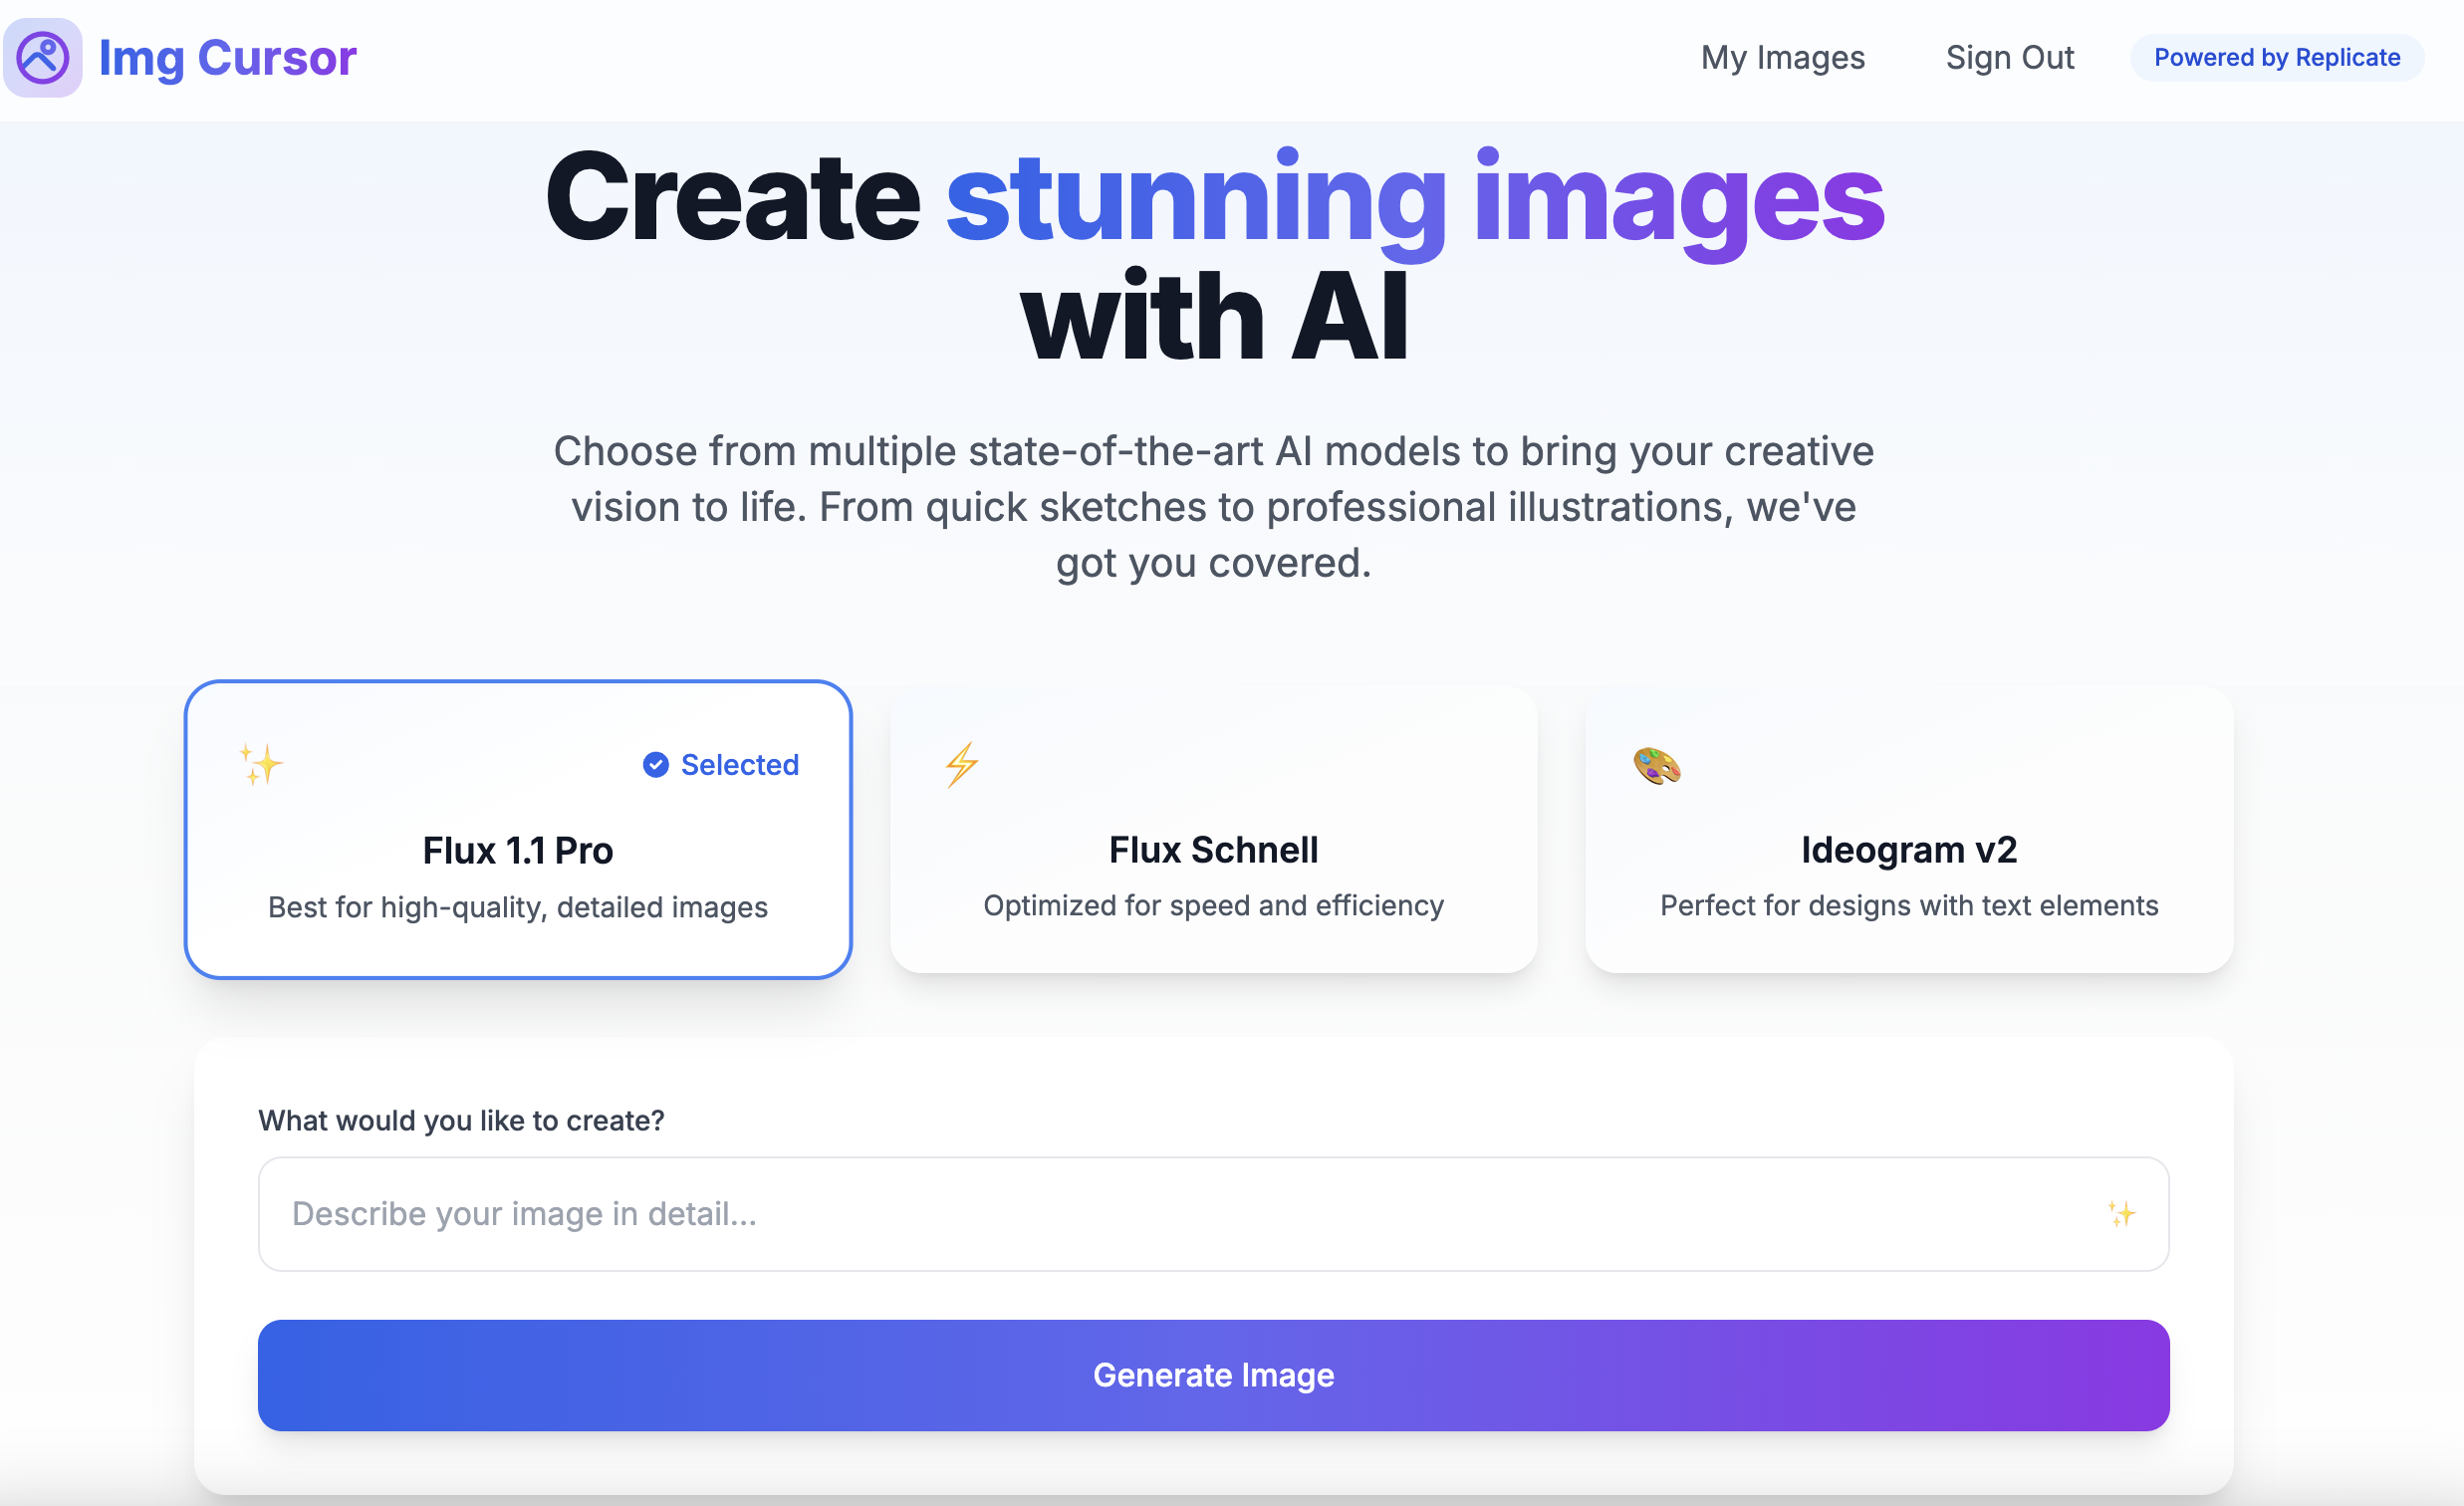 Img Cursor
My Images
Sign Out
Powered by Replicate
Create stunning images
with AI
Choose from multiple state-of-the-art AI models to bring your creative
vision to life. From quick sketches to professional illustrations, we've
got you covered.
Selected
Flux 1.1 Pro
Best for high-quality, detailed images
Flux Schnell
Optimized for speed and efficiency
Ideogram v2
Perfect for designs with text elements
What would you like to create?
Describe your image in detail...
Generate Image